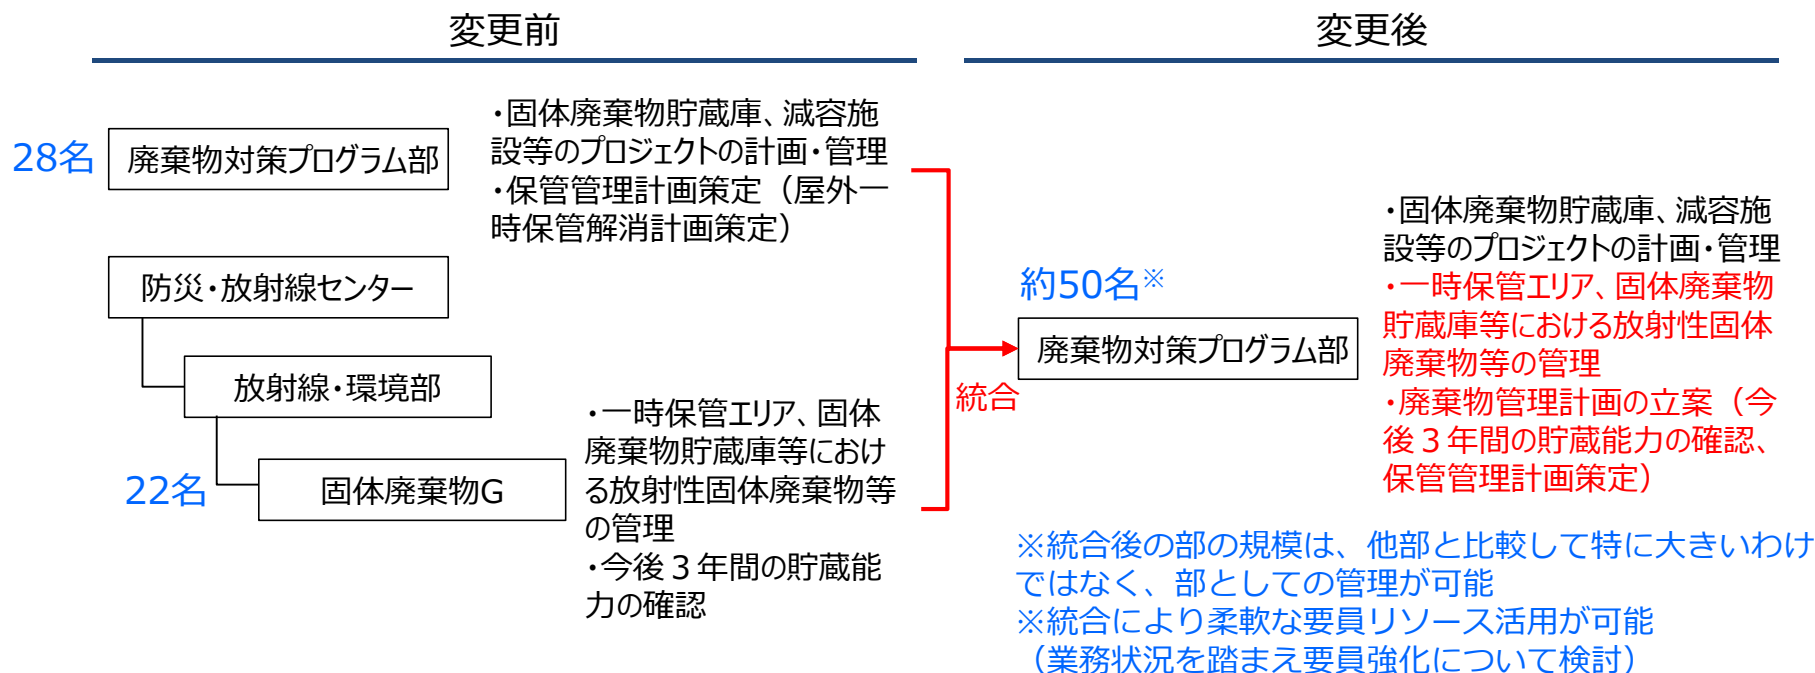 変更前
28名
廃棄物対策プログラム部
・固体廃棄物貯蔵庫、減容施
設等のプロジェクトの計画・管理
・保管管理計画策定（屋外一
時保管解消計画策定）
防災・放射線センター
放射線・環境部
22名
固体廃棄物G
・一時保管エリア、固体
廃棄物貯蔵庫等におけ
る放射性固体廃棄物等
の管理
・今後３年間の貯蔵能
力の確認
統合
変更後
約50名※
廃棄物対策プログラム部
・固体廃棄物貯蔵庫、減容施
設等のプロジェクトの計画・管理
・一時保管エリア、固体廃棄物
貯蔵庫等における放射性固体
廃棄物等の管理
・廃棄物管理計画の立案（今
後３年間の貯蔵能力の確認、
保管管理計画策定）
※統合後の部の規模は、他部と比較して特に大きいわけ
ではなく、部としての管理が可能
※統合により柔軟な要員リソース活用が可能
（業務状況を踏まえ要員強化について検討）